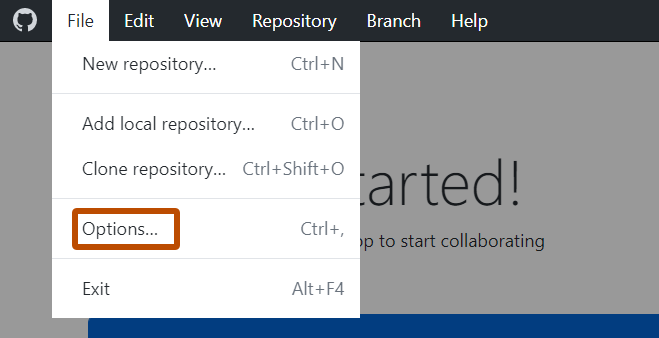 File Edit View Repository Branch Help
New repository... Ctrl+N
Add local repository... Ctrl+O
Clone repository... Ctrl+Shift+O
tarted!
Options... Ctrl+,
op to start collaborating
Exit Alt+F4